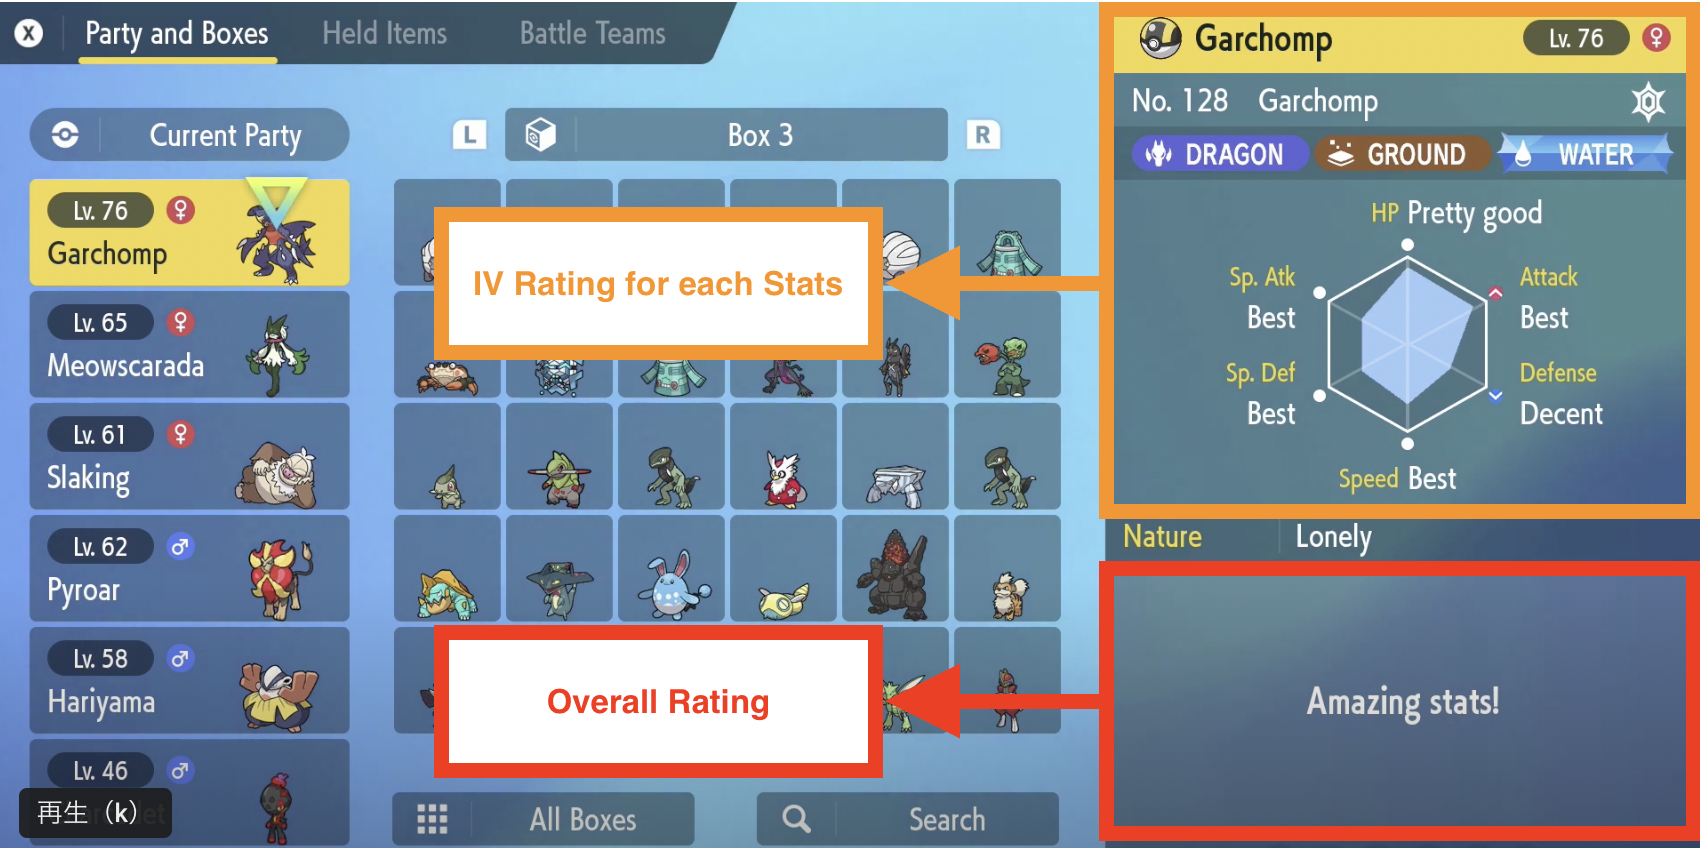 X
Party and Boxes
Held Items
Battle Teams
Current Party
L
Box 3
R
Lv. 76
Garchomp
Lv. 65
Meowscarada
Lv. 61
Slaking
Lv. 62
Pyroar
Lv. 58
Hariyama
Lv. 46
再生（k）
IV Rating for each Stats
Overall Rating
All Boxes
Search
Garchomp
Lv. 76
No. 128
Garchomp
DRAGON
GROUND
WATER
HP Pretty good
Sp. Atk
Best
Attack
Best
Sp. Def
Best
Defense
Decent
Speed Best
Nature
Lonely
Amazing stats!